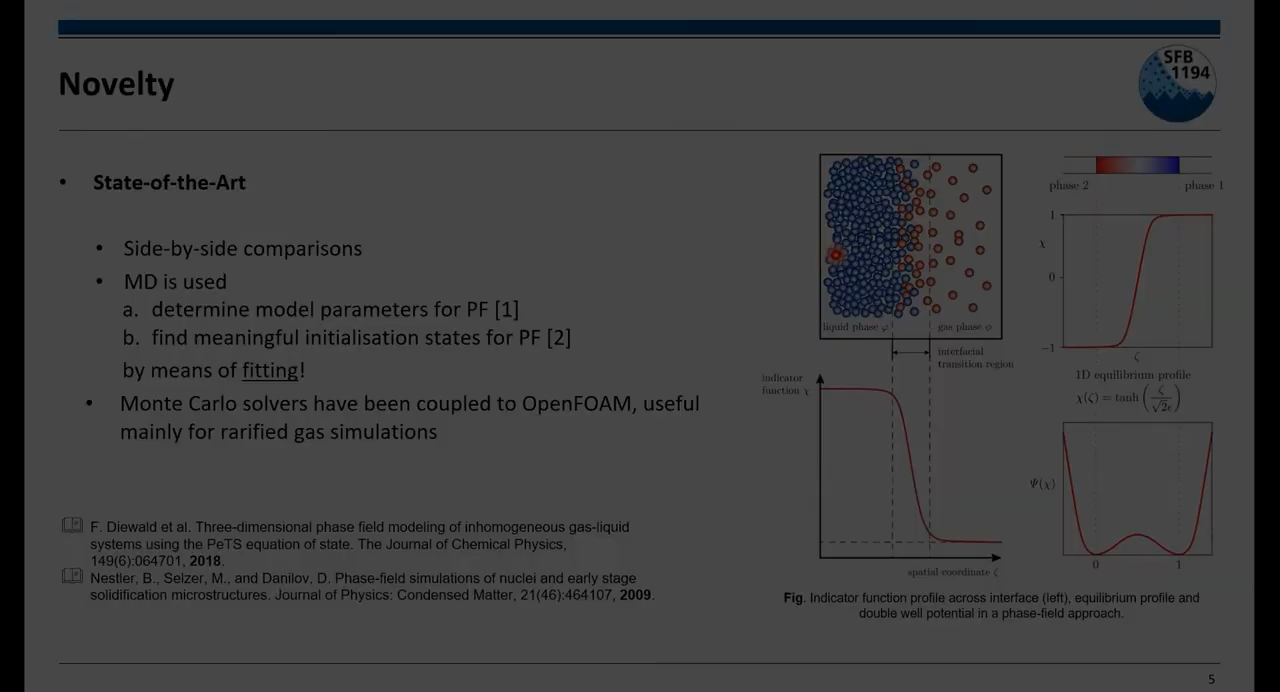 Novelty
SFB
1194
• State-of-the-Art
• Side-by-side comparisons
• MD is used
a. determine model parameters for PF [1]
b. find meaningful initialisation states for PF [2]
by means of fitting!
• Monte Carlo solvers have been coupled to OpenFOAM, useful
mainly for rarified gas simulations
F. Diewald et al. Three-dimensional phase field modeling of inhomogeneous gas-liquid
systems using the PeTS equation of state. The Journal of Chemical Physics,
149(6):064701, 2018.
Nestler, B., Selzer, M., and Danilov, D. Phase-field simulations of nuclei and early stage
solidification microstructures. Journal of Physics: Condensed Matter, 21(46):464107, 2009.
liquid phase φ
gas phase φ
interfacial
transition region
indicator
function χ
spatial coordinate ζ
phase 2
phase 1
1
χ
0
−1
ζ
1D equilibrium profile
χ(ζ) = tanh(ζ/√2ϵ)
Ψ(χ)
0
1
Fig. Indicator function profile across interface (left), equilibrium profile and
double well potential in a phase-field approach.
5